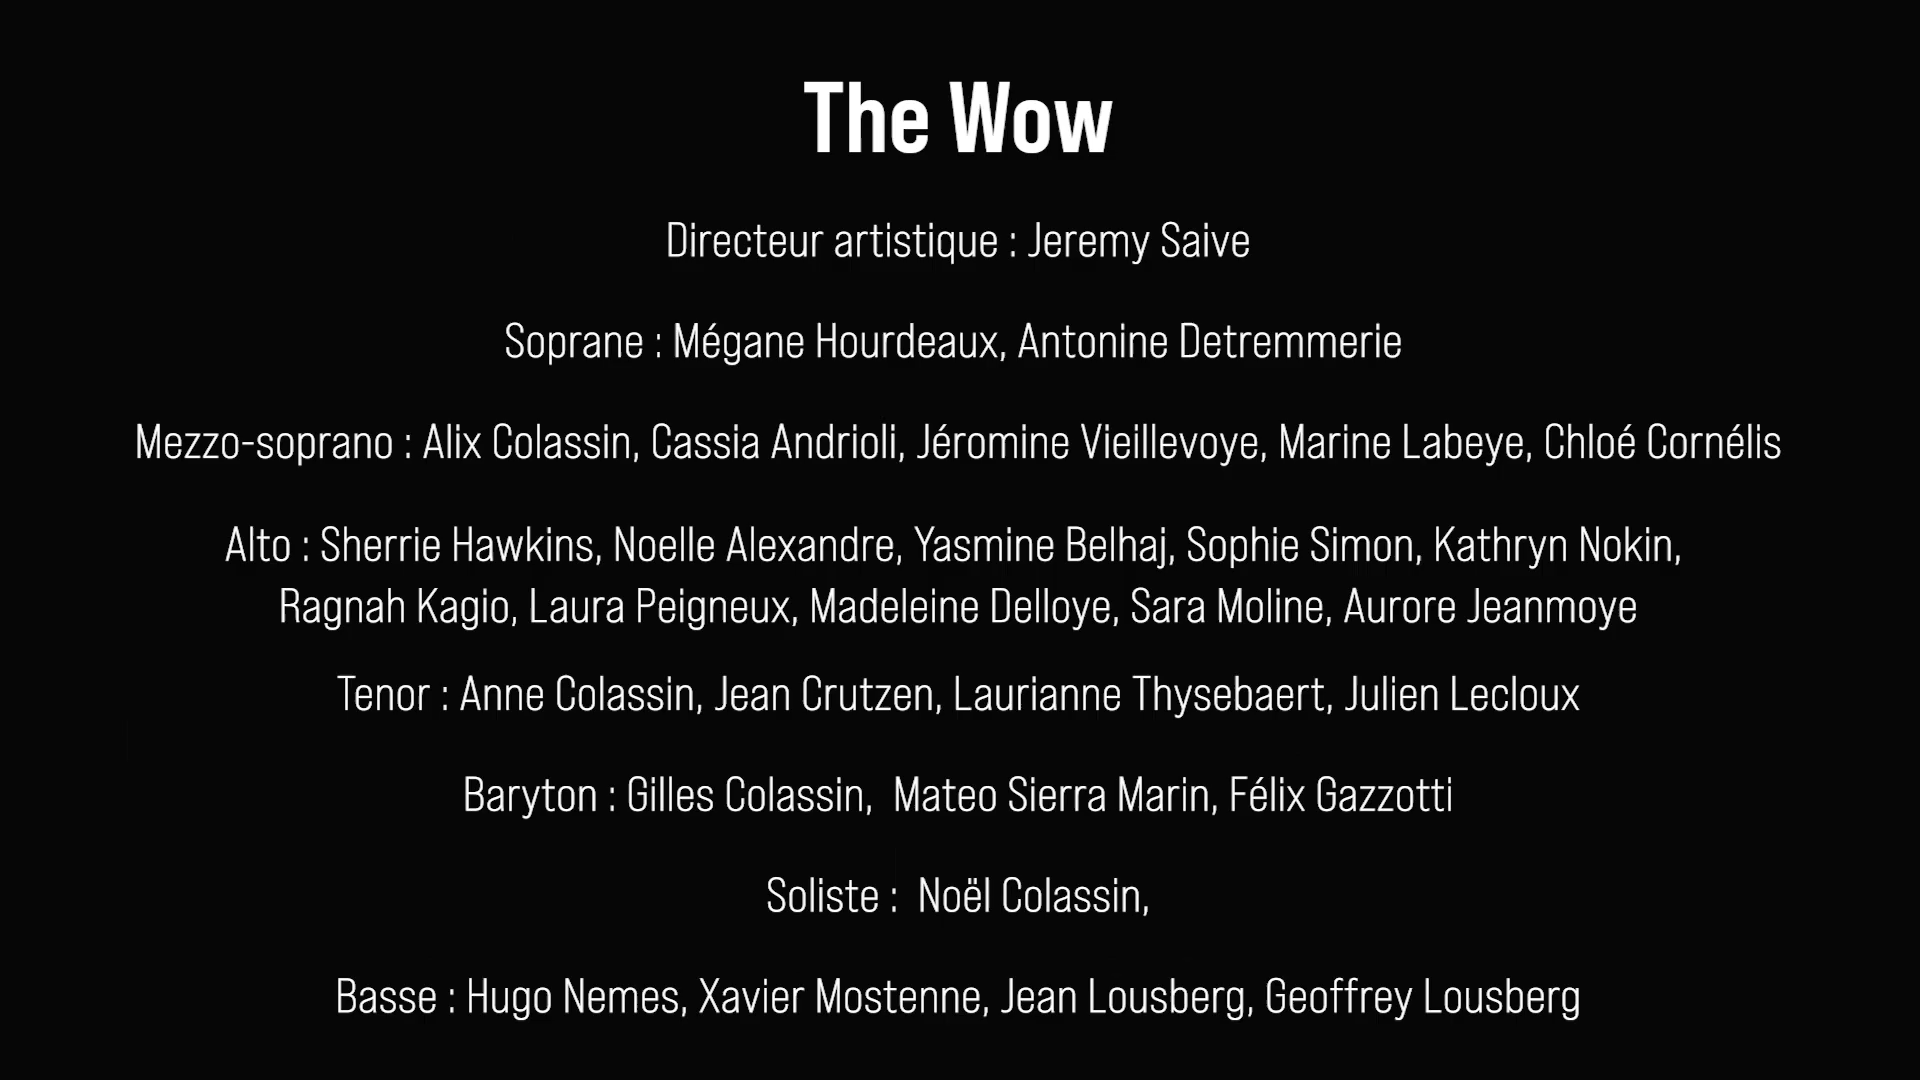 The Wow
Directeur artistique : Jeremy Saive
Soprane : Mégane Hourdeaux, Antonine Detremmerie
Mezzo-soprano : Alix Colassin, Cassia Andrioli, Jéromine Vieillevoye, Marine Labeye, Chloé Cornélis
Alto : Sherrie Hawkins, Noelle Alexandre, Yasmine Belhaj, Sophie Simon, Kathryn Nokin,
Ragnah Kagio, Laura Peigneux, Madeleine Delloye, Sara Moline, Aurore Jeanmoye
Tenor : Anne Colassin, Jean Crutzen, Laurianne Thysebaert, Julien Lecloux
Baryton : Gilles Colassin,  Mateo Sierra Marin, Félix Gazzotti
Soliste :  Noël Colassin,
Basse : Hugo Nemes, Xavier Mostenne, Jean Lousberg, Geoffrey Lousberg